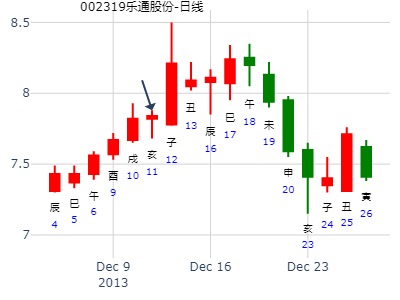 002319乐通股份-日线
8.5
8
7.5
7
辰
4
巳
5
午
6
酉
9
戌
10
亥
11
子
12
丑
13
辰
16
巳
17
午
18
未
19
申
20
亥
23
子
24
丑
25
寅
26
Dec 9
2013
Dec 16
Dec 23